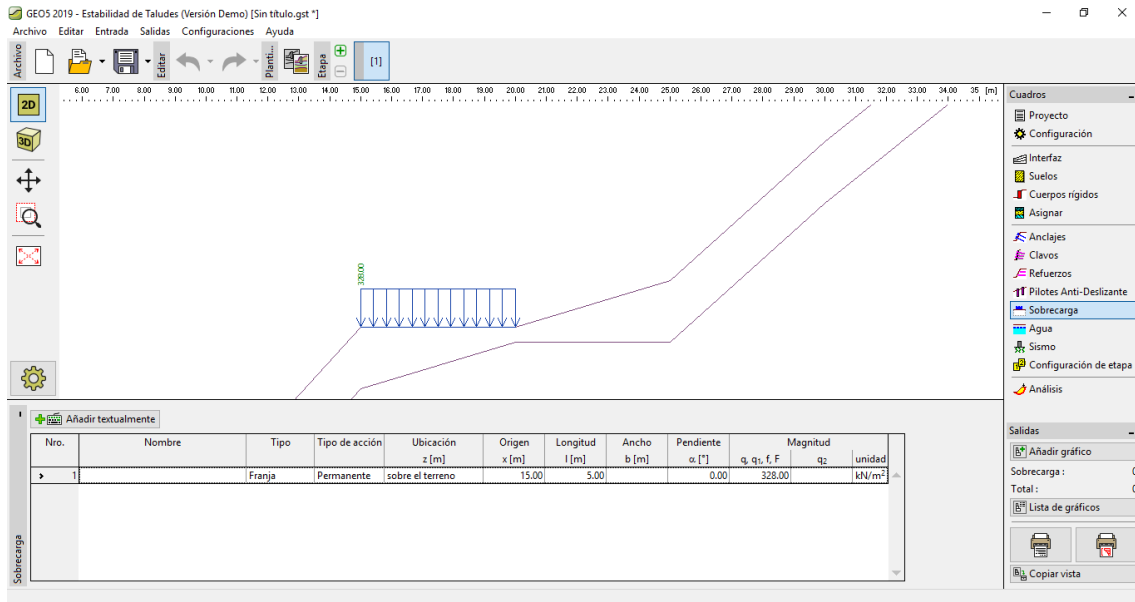 GEO5 2019 - Estabilidad de Taludes (Versión Demo) [Sin título.gst *]
Archivo Editar Entrada Salidas Configuraciones Ayuda
Archivo
Editar
Planti...
Etapa
[1]
2D
3D
6.00 7.00 8.00 9.00 10.00 11.00 12.00 13.00 14.00 15.00 16.00 17.00 18.00 19.00 20.00 21.00 22.00 23.00 24.00 25.00 26.00 27.00 28.00 29.00 30.00 31.00 32.00 33.00 34.00 35 [m]
328.00
Cuadros
Proyecto
Configuración
Interfaz
Suelos
Cuerpos rígidos
Asignar
Anclajes
Clavos
Refuerzos
Pilotes Anti-Deslizante
Sobrecarga
Agua
Sismo
Configuración de etapa
Análisis
Añadir textualmente
Nro. Nombre Tipo Tipo de acción Ubicación Origen Longitud Ancho Pendiente Magnitud
z [m] x [m] l [m] b [m] α [°] q, q₁, f, F q₂ unidad
1 Franja Permanente sobre el terreno 15.00 5.00 0.00 328.00 kN/m²
Sobrecarga
Salidas
Añadir gráfico
Sobrecarga : 0
Total : 0
Lista de gráficos
Copiar vista